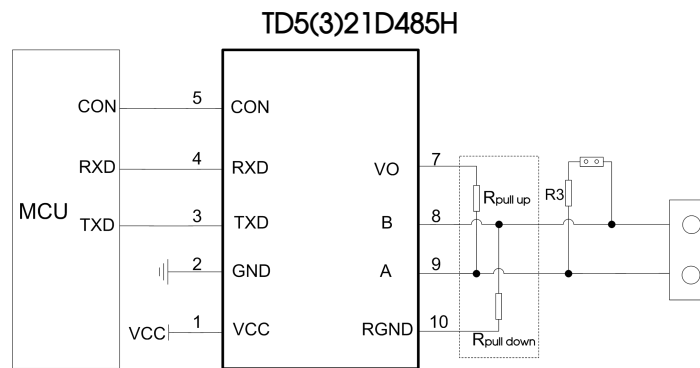 TD5(3)21D485H
CON 5 CON
RXD 4 RXD
VO 7
Rpull up
R3
MCU
TXD 3 TXD
B 8
2 GND
A 9
VCC 1 VCC
RGND 10
Rpull down